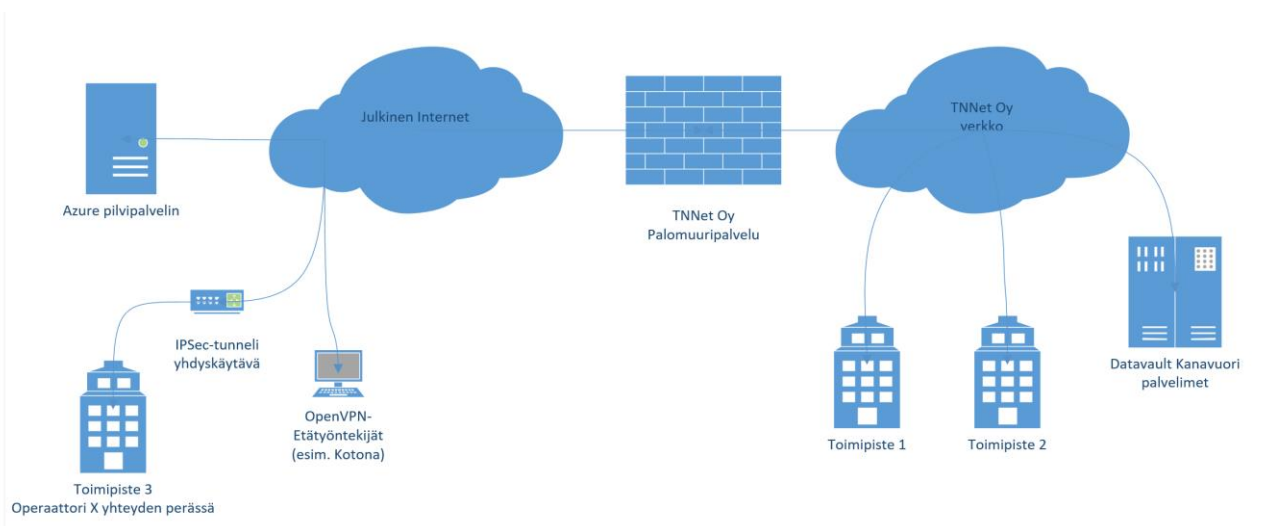 Julkinen Internet
TNNet Oy
verkko
Azure pilvipalvelin
TNNet Oy
Palomuuripalvelu
IPSec-tunneli
yhdyskäytävä
Datavault Kanavuori
palvelimet
OpenVPN-
Etätyöntekijät
(esim. Kotona)
Toimipiste 1
Toimipiste 2
Toimipiste 3
Operaattori X yhteyden perässä